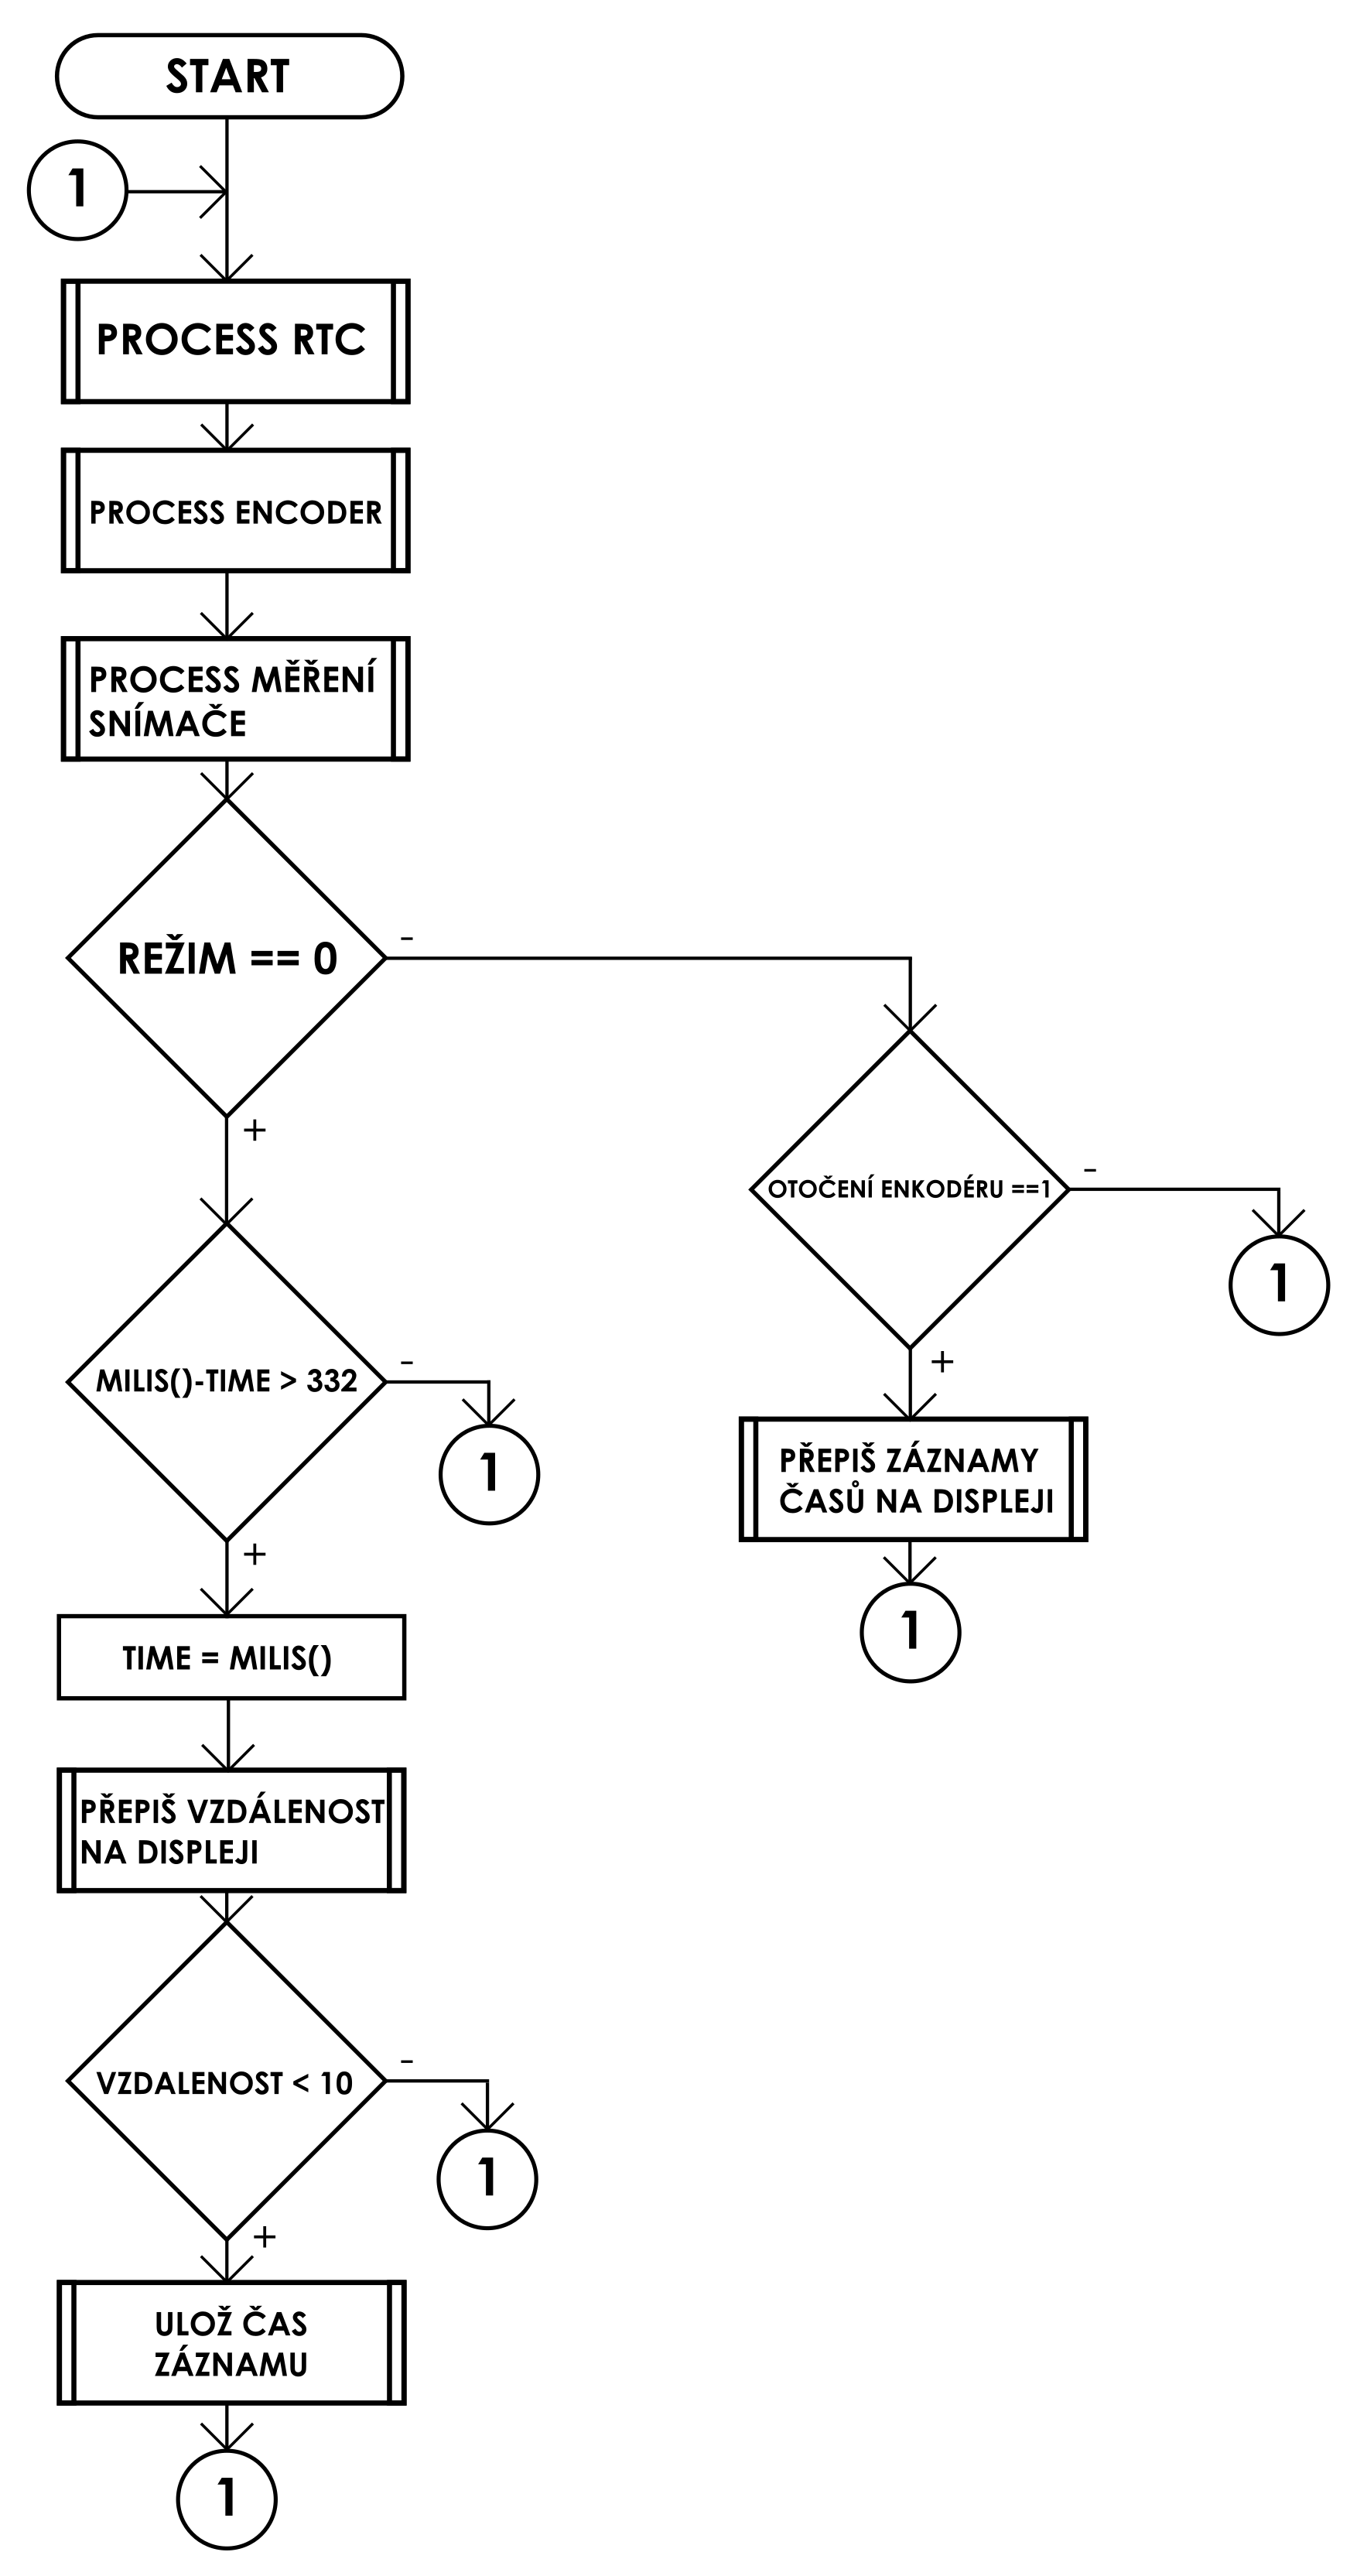 START
1
PROCESS RTC
PROCESS ENCODER
PROCESS MĚŘENÍ
SNÍMAČE
REŽIM == 0
-
+
OTOČENÍ ENKODÉRU ==1
-
1
+
MILIS()-TIME > 332
-
1
+
PŘEPIŠ ZÁZNAMY
ČASŮ NA DISPLEJI
1
TIME = MILIS()
PŘEPIŠ VZDÁLENOST
NA DISPLEJI
VZDALENOST < 10
-
1
+
ULOŽ ČAS
ZÁZNAMU
1